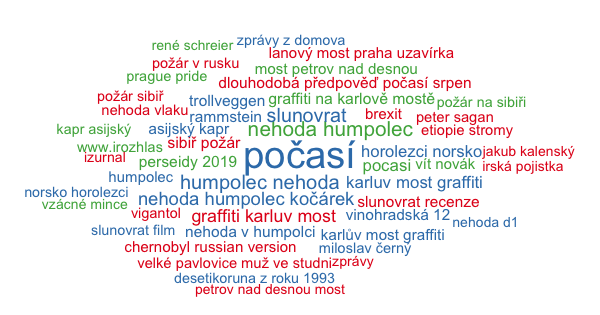 rené schreier
zprávy z domova
lanový most praha uzavírka
požár v rusku
most petrov nad desnou
prague pride
dlouhodobá předpověď počasí srpen
požár sibiř
trollveggen
graffiti na karlově mostě
požár na sibiři
nehoda vlaku
rammstein
slunovrat
brexit
peter sagan
kapr asijský
asijský kapr
nehoda humpolec
etiopie stromy
www.irozhlas
sibiř požár
izurnal
perseidy 2019
počasí
horolezci norsko
jakub kalenský
pocasi
vít novák
irská pojistka
humpolec
humpolec nehoda
karluv most graffiti
norsko horolezci
nehoda humpolec kočárek
slunovrat recenze
vzácné mince
vigantol
graffiti karluv most
vinohradská 12
nehoda d1
slunovrat film
nehoda v humpolci
karlův most graffiti
chernobyl russian version
miloslav černý
velké pavlovice muž ve studni
zprávy
desetikoruna z roku 1993
petrov nad desnou most